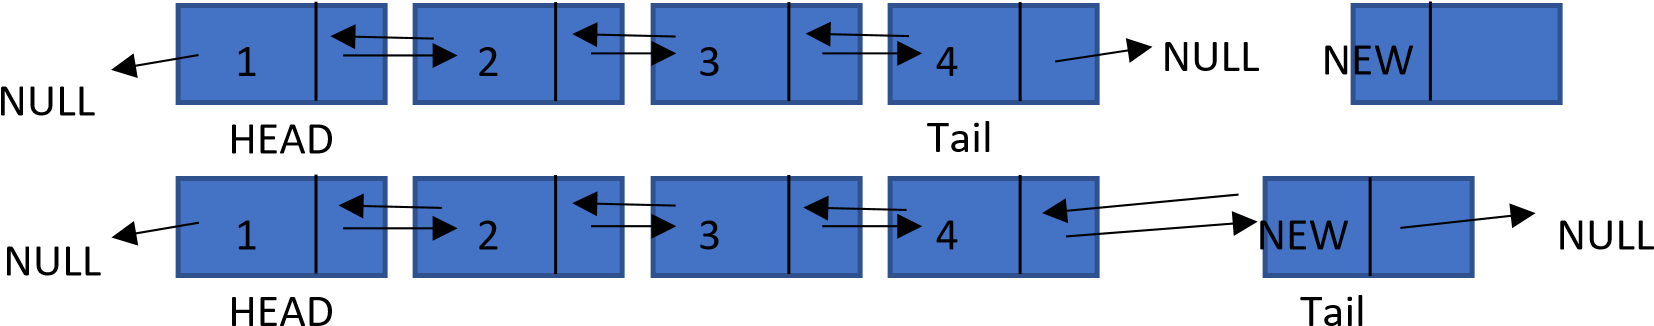 1 2 3 4 NULL NEW
NULL
HEAD Tail
1 2 3 4 NEW NULL
NULL
HEAD Tail